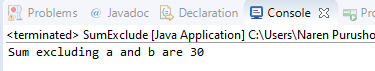 Problems @ Javadoc Declaration Console
<terminated> SumExclude [Java Application] C:\Users\Naren Purusho
Sum excluding a and b are 30